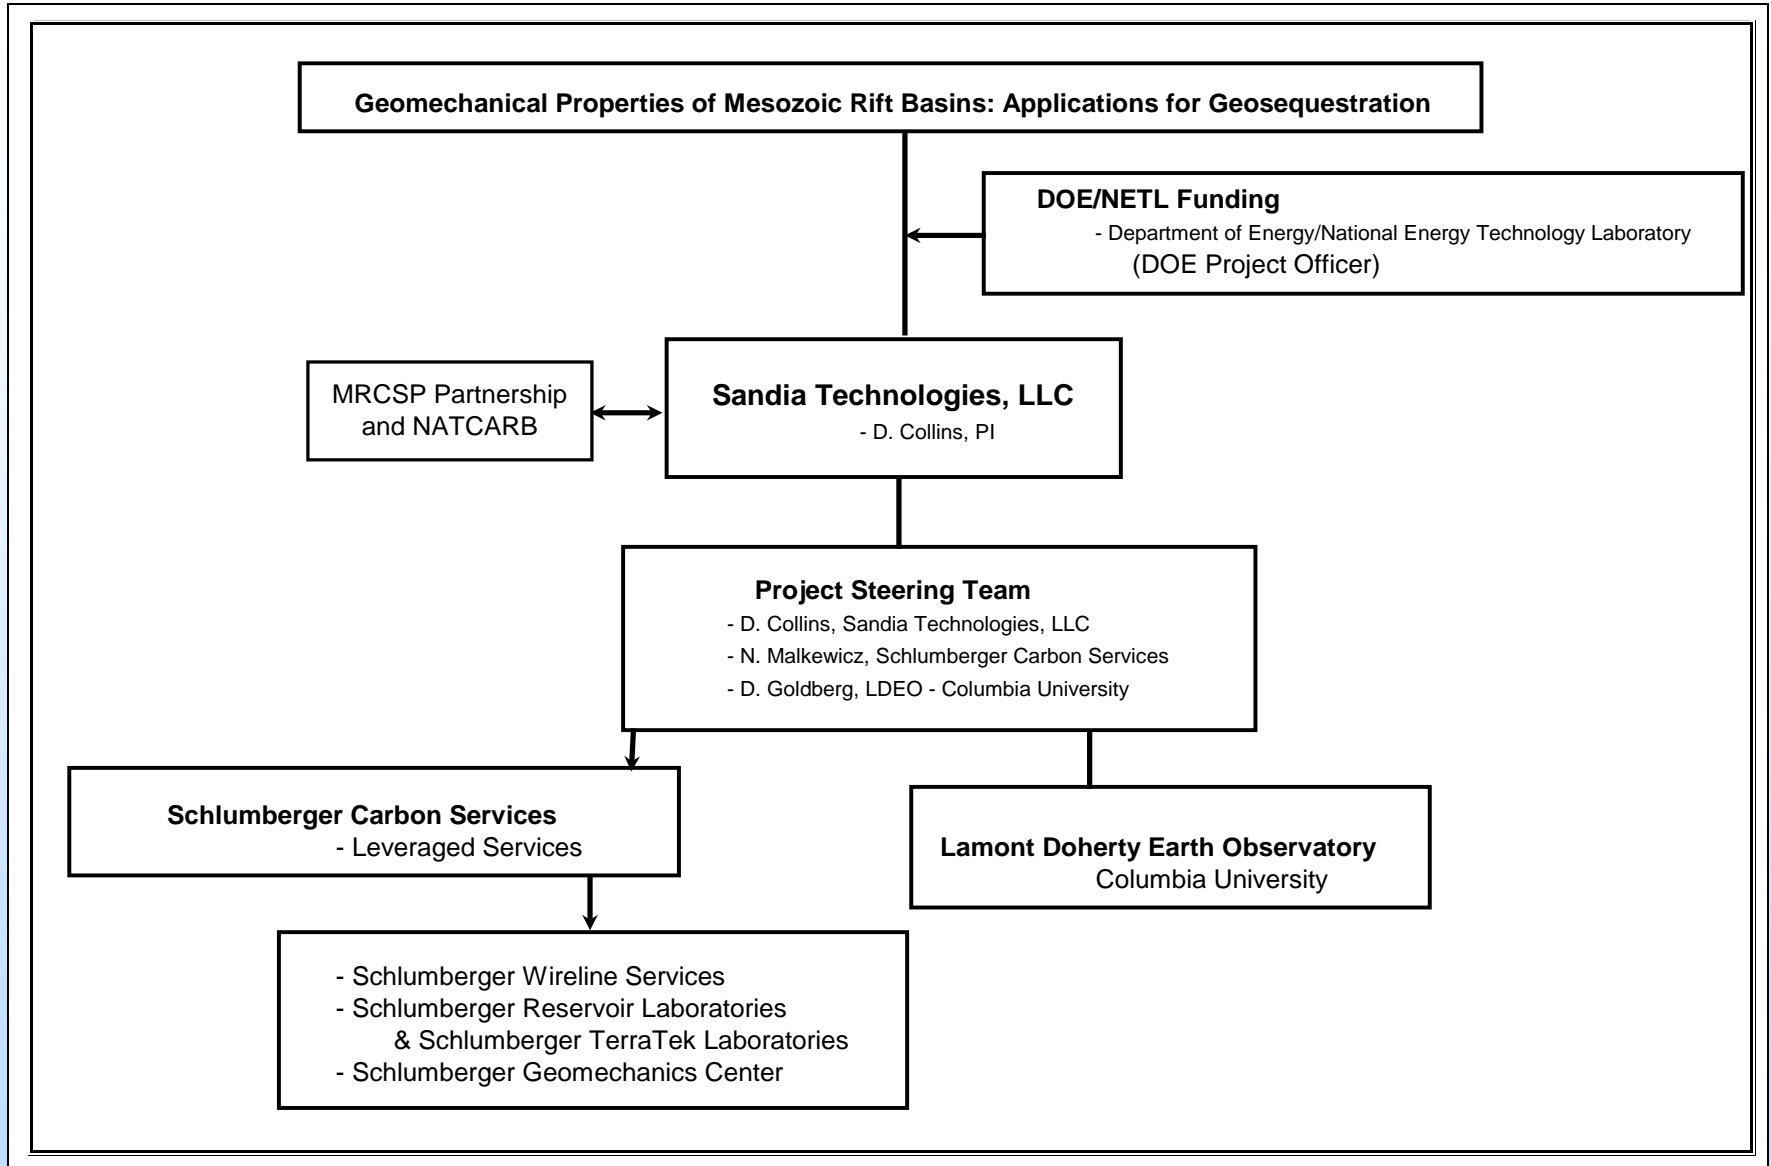 Geomechanical Properties of Mesozoic Rift Basins: Applications for Geosequestration
DOE/NETL Funding
- Department of Energy/National Energy Technology Laboratory
(DOE Project Officer)
MRCSP Partnership
and NATCARB
Sandia Technologies, LLC
- D. Collins, PI
Project Steering Team
- D. Collins, Sandia Technologies, LLC
- N. Malkewicz, Schlumberger Carbon Services
- D. Goldberg, LDEO - Columbia University
Schlumberger Carbon Services
- Leveraged Services
Lamont Doherty Earth Observatory
Columbia University
- Schlumberger Wireline Services
- Schlumberger Reservoir Laboratories
& Schlumberger TerraTek Laboratories
- Schlumberger Geomechanics Center